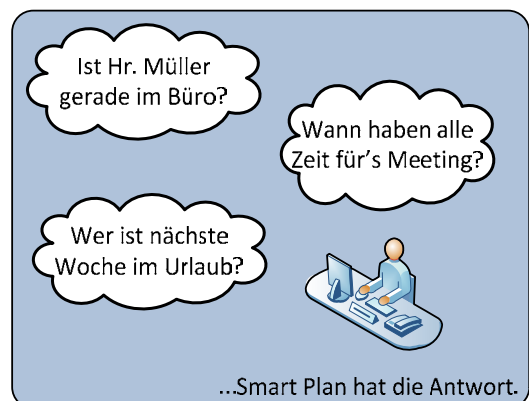 Ist Hr. Müller
gerade im Büro?
Wann haben alle
Zeit für's Meeting?
Wer ist nächste
Woche im Urlaub?
...Smart Plan hat die Antwort.